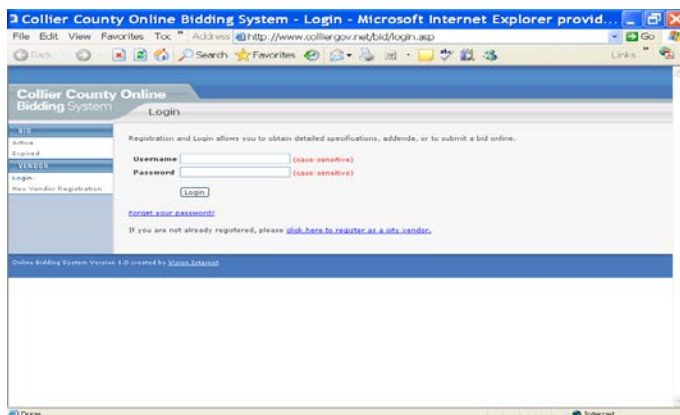 Collier County Online Bidding System - Login - Microsoft Internet Explorer provid...
File Edit View Favorites Toc " Address http://www.colliergov.net/bid/login.asp Go
Back Search Favorites Links "
Collier County Online
Bidding System
Login
BID
Active
Expired
VENDOR
Login
New Vendor Registration
Registration and Login allows you to obtain detailed specifications, addenda, or to submit a bid online.
Username (case-sensitive)
Password (case-sensitive)
Login
Forget your password?
If you are not already registered, please click here to register as a city vendor.
Online Bidding System Version 1.0 created by Vision Internet
Done Internet